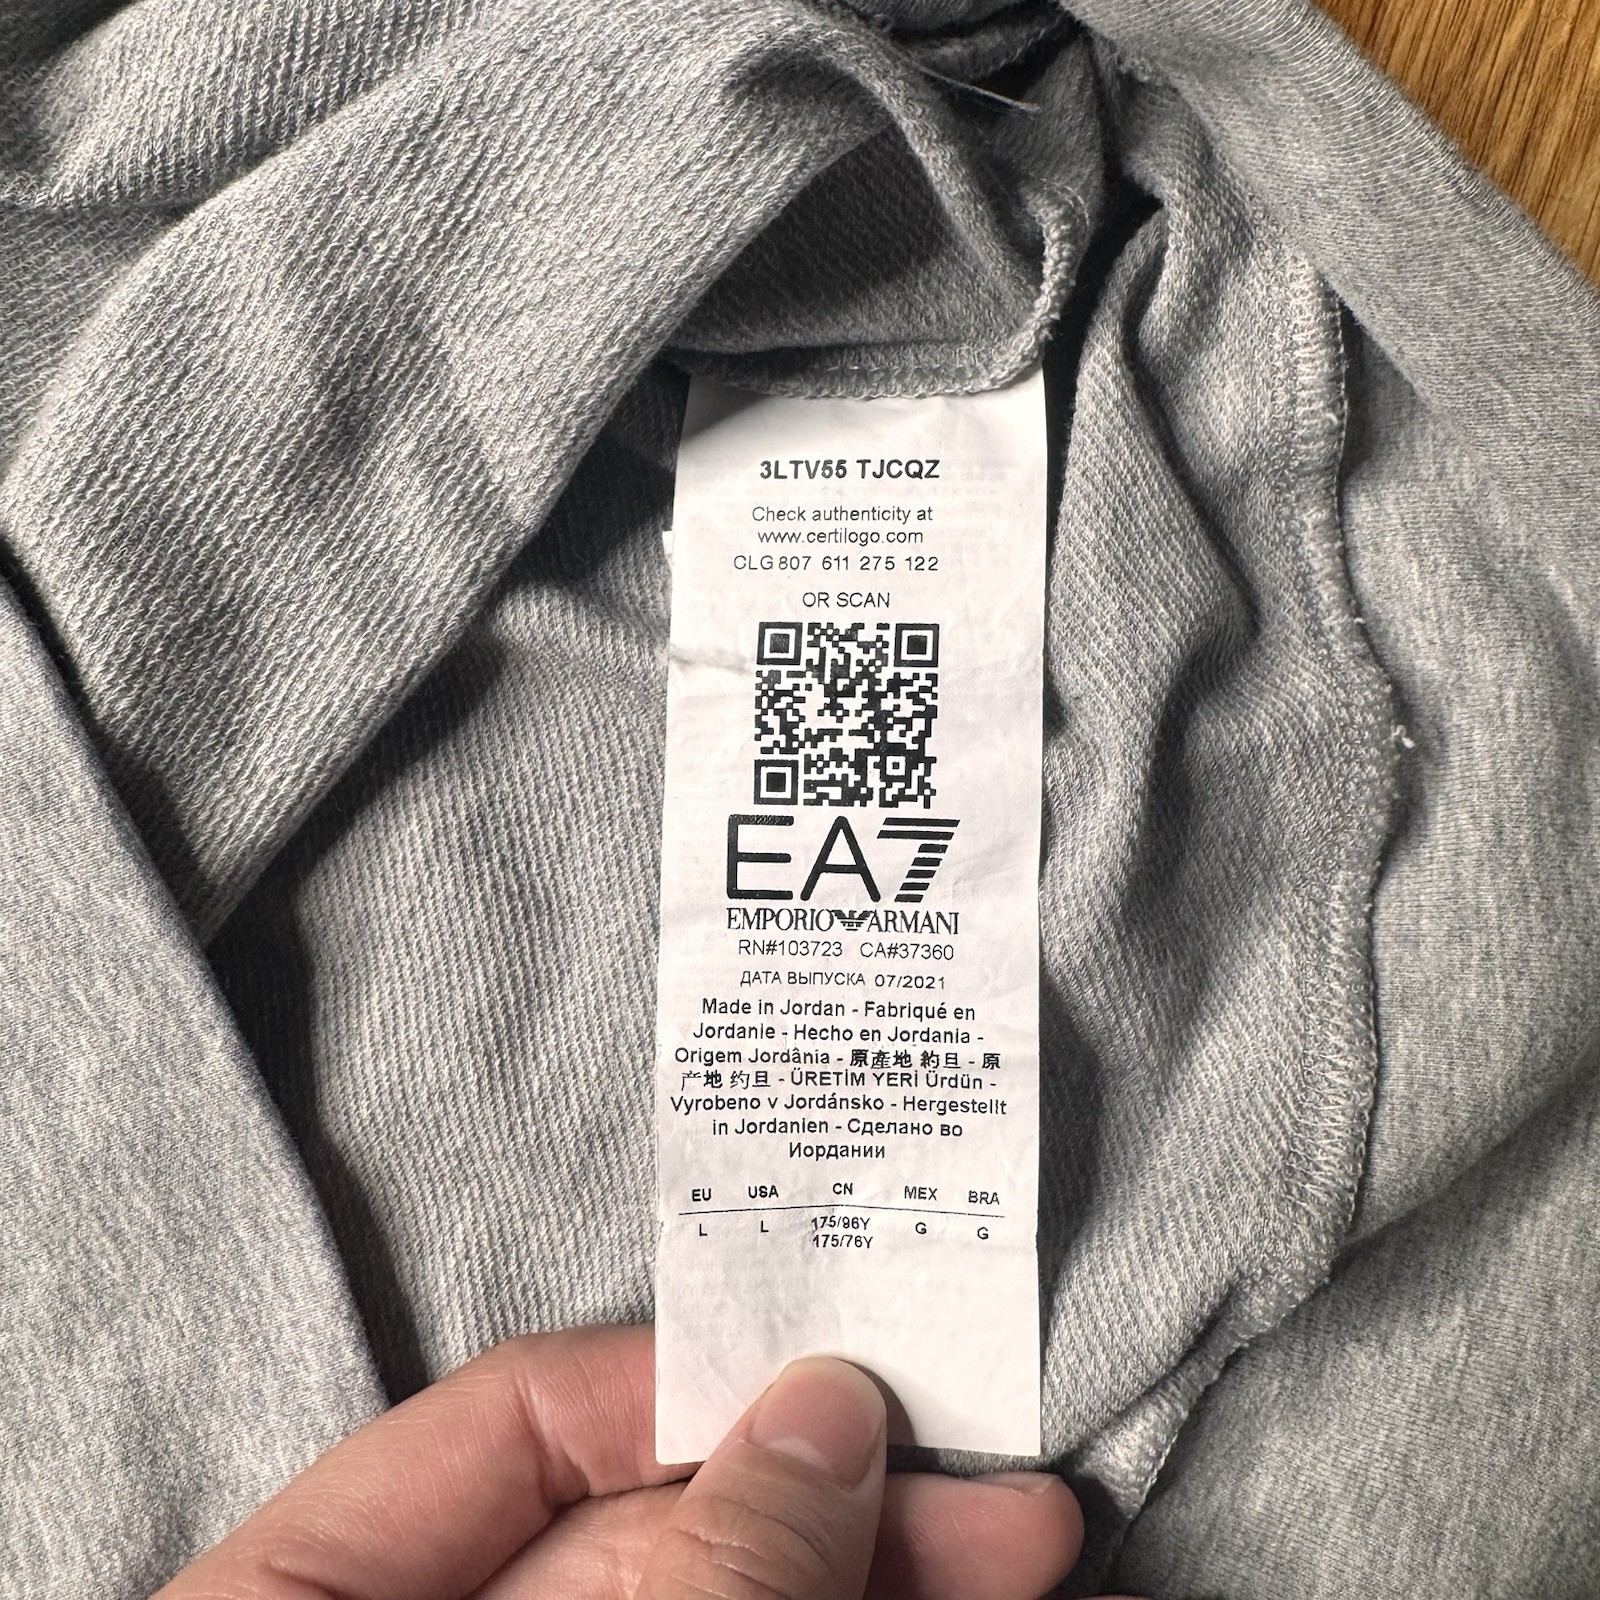 3LTV55 TJCQZ
Check authenticity at
www.certilogo.com
CLG 807 611 275 122
OR SCAN
EA7
EMPORIO ARMANI
RN#103723 CA#37360
ДАТА ВЫПУСКА 07/2021
Made in Jordan - Fabriqué en
Jordanie - Hecho en Jordania -
Origem Jordânia - 原產地 約旦 - 原
产地 约旦 - ÜRETİM YERİ Ürdün -
Vyrobeno v Jordánsko - Hergestellt
in Jordanien - Сделано во
Иордании
EU USA CN MEX BRA
L L 175/96Y G G
175/76Y